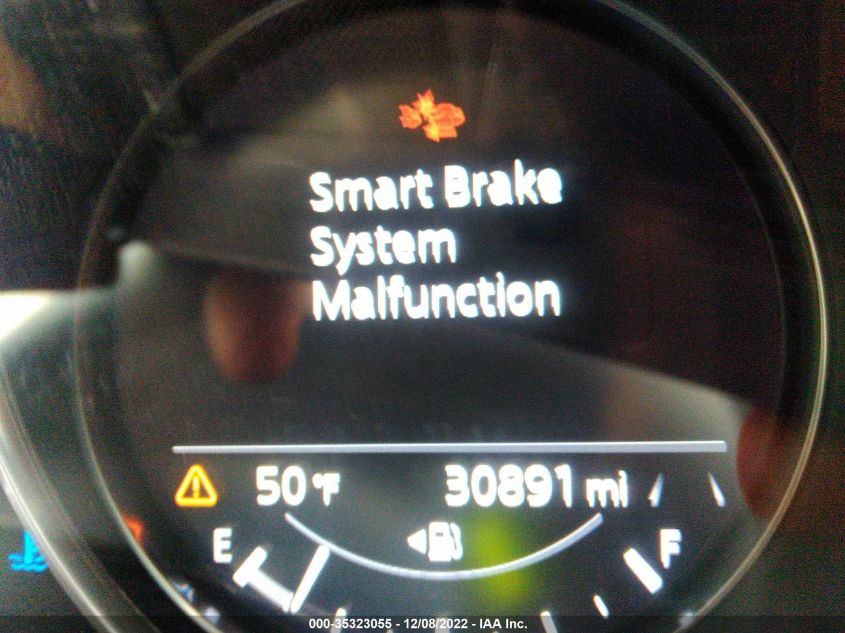 Smart Brake
System
Malfunction
50 °F 30891 mi
E F
000-35323055 - 12/08/2022 - IAA Inc.